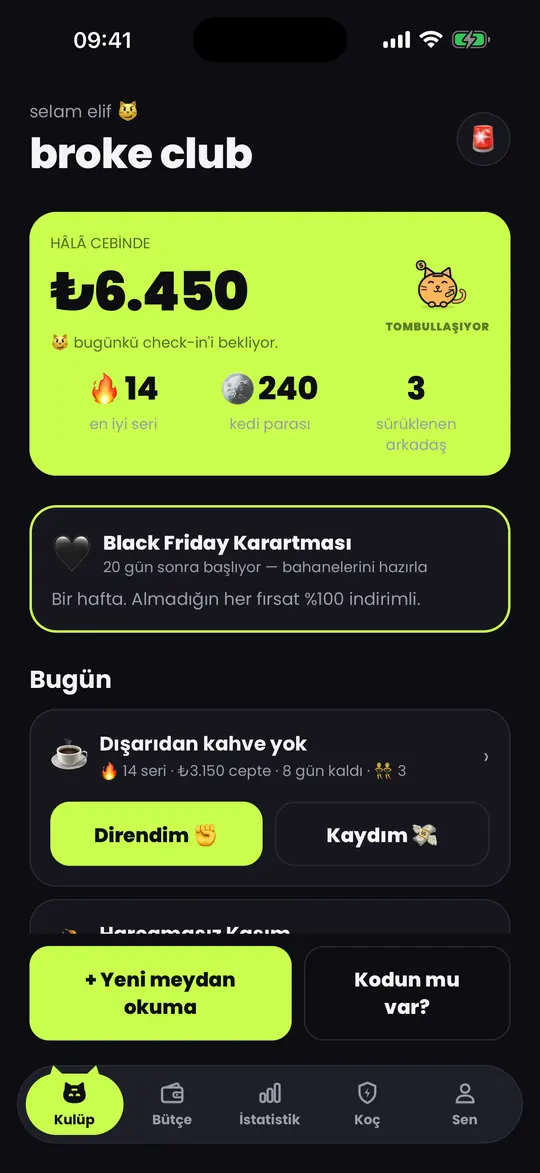 09:41
selam elif
broke club
HÂLÂ CEBİNDE
₺6.450
TOMBULLAŞIYOR
bugünkü check-in'i bekliyor.
14
240
3
en iyi seri
kedi parası
sürüklenen
arkadaş
Black Friday Karartması
20 gün sonra başlıyor — bahanelerini hazırla
Bir hafta. Almadığın her fırsat %100 indirimli.
Bugün
Dışarıdan kahve yok
14 seri · ₺3.150 cepte · 8 gün kaldı · 3
Direndim
Kaydım
Harcamasız Kasım
+ Yeni meydan
okuma
Kodun mu
var?
Kulüp
Bütçe
İstatistik
Koç
Sen